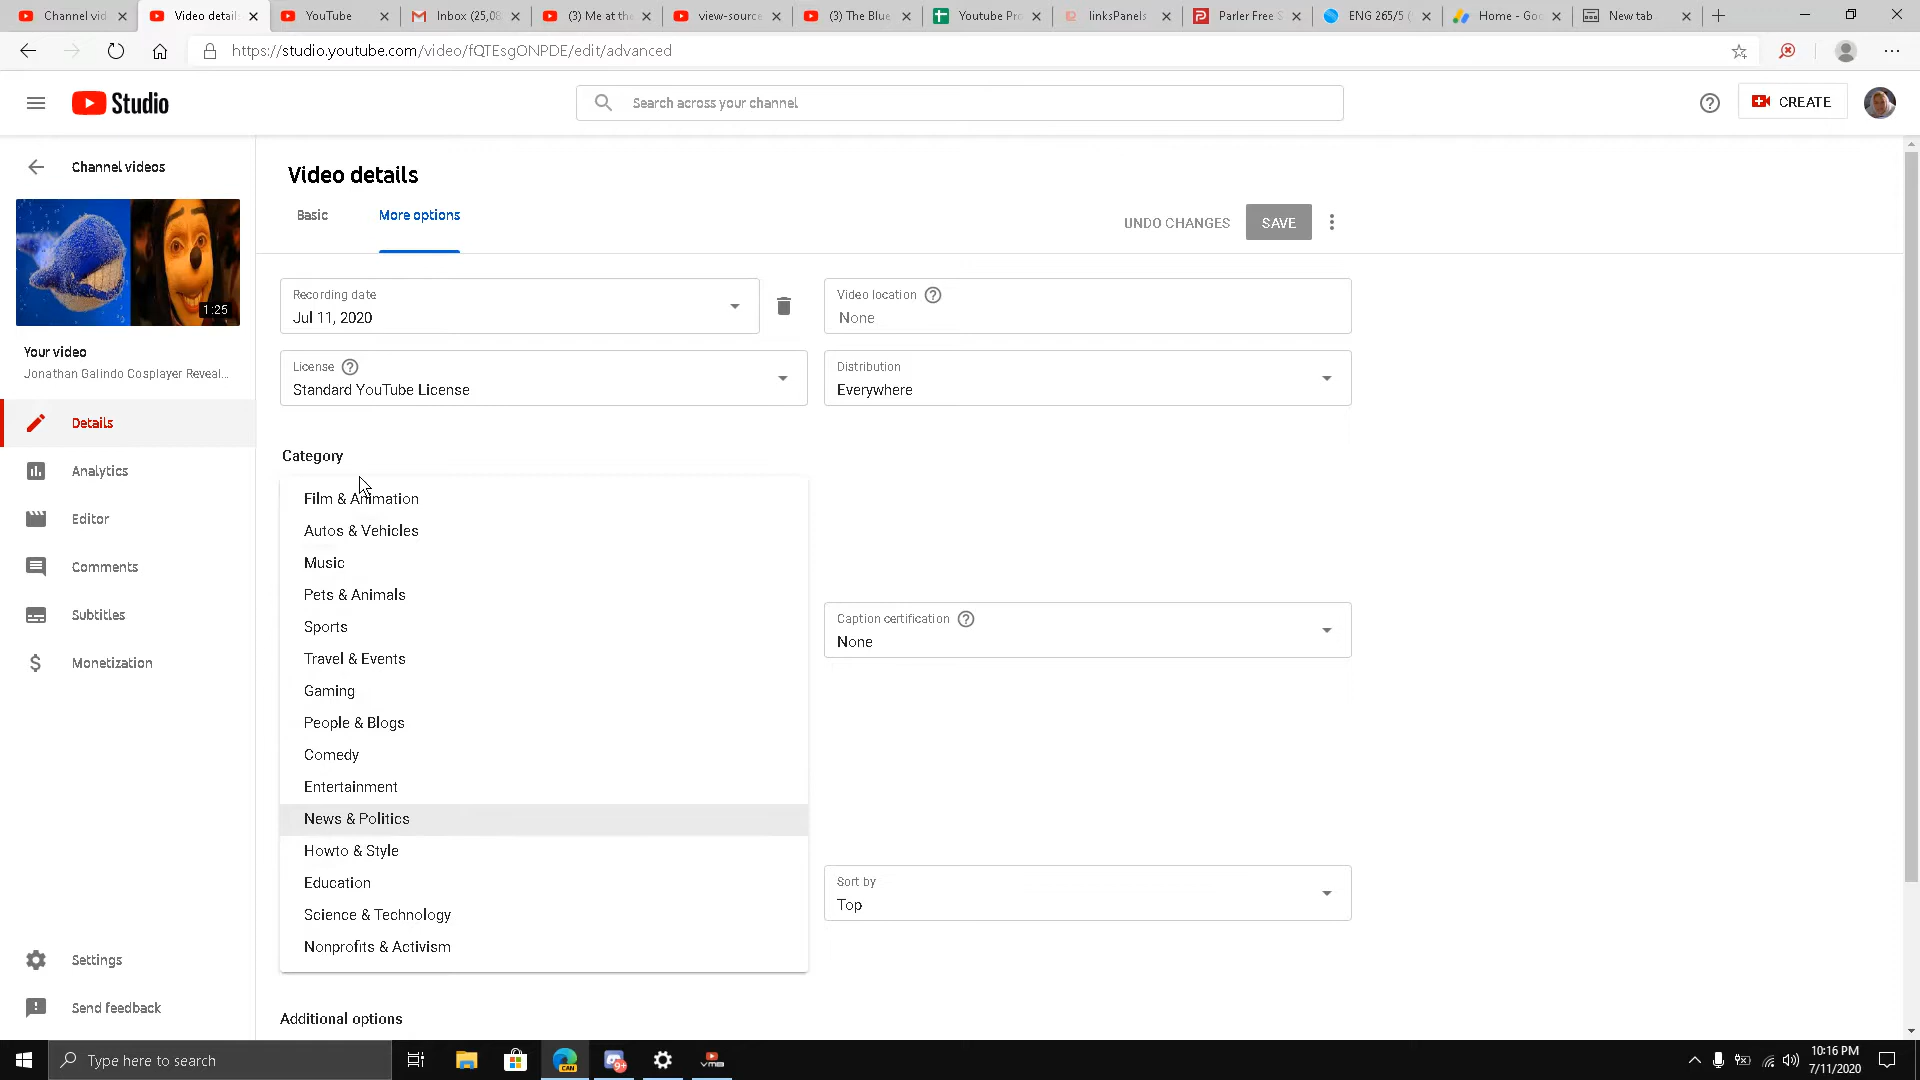 Channel vid
Video detail
YouTube
Inbox (25,08
(3) Me at the
view-source
(3) The Blue
Youtube Pro
linksPanels
Parler Free S
ENG 265/5 (
Home - Goo
New tab
https://studio.youtube.com/video/fQTEsgONPDE/edit/advanced
Studio
Search across your channel
CREATE
Channel videos
1:25
Your video
Jonathan Galindo Cosplayer Reveal...
Details
Analytics
Editor
Comments
Subtitles
Monetization
Settings
Send feedback
Video details
Basic
More options
UNDO CHANGES
SAVE
Recording date
Jul 11, 2020
Video location
None
License
Standard YouTube License
Distribution
Everywhere
Category
Film & Animation
Autos & Vehicles
Music
Pets & Animals
Sports
Travel & Events
Gaming
People & Blogs
Comedy
Entertainment
News & Politics
Howto & Style
Education
Science & Technology
Nonprofits & Activism
Caption certification
None
Sort by
Top
Additional options
Type here to search
CAN
9+
VMB
10:16 PM
7/11/2020